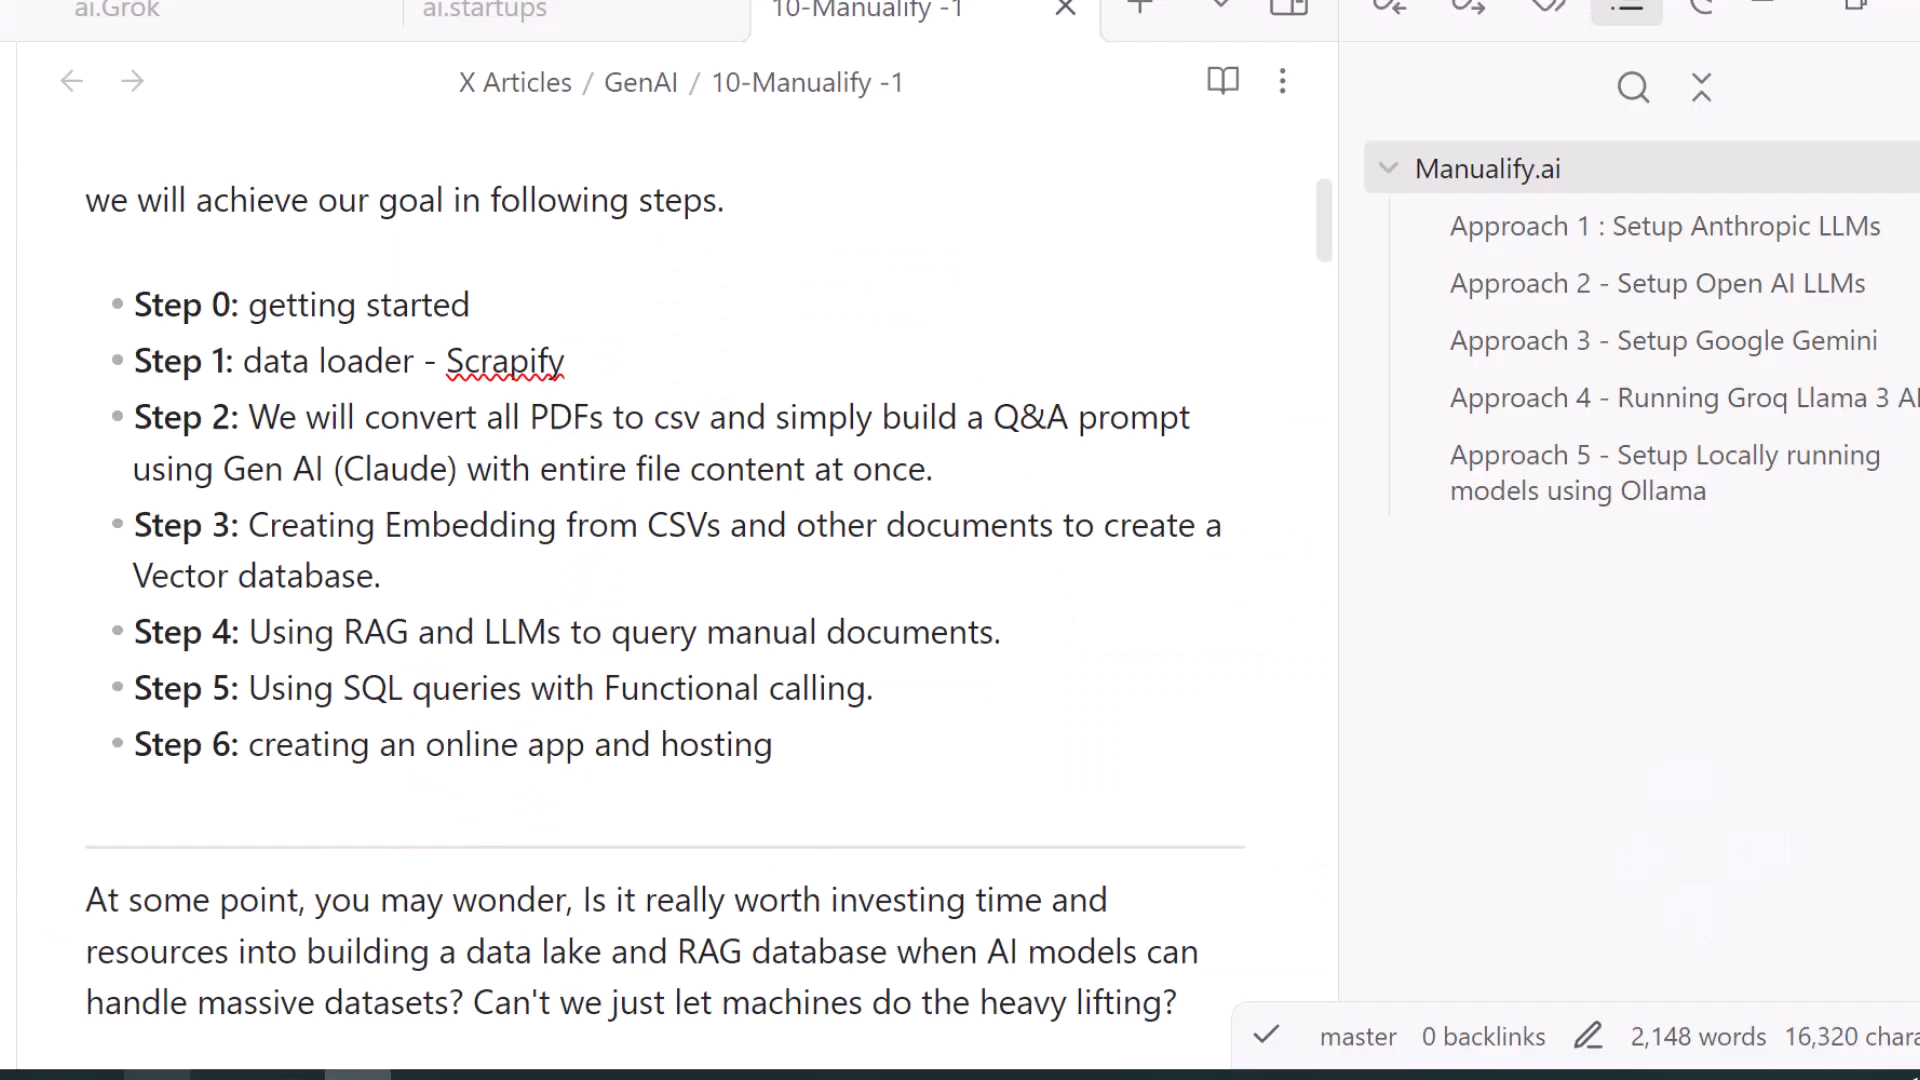 ai.Grok
ai.startups
10-Manualify -1
X Articles / GenAI / 10-Manualify -1
we will achieve our goal in following steps.
Step 0: getting started
Step 1: data loader - Scrapify
Step 2: We will convert all PDFs to csv and simply build a Q&A prompt
using Gen AI (Claude) with entire file content at once.
Step 3: Creating Embedding from CSVs and other documents to create a
Vector database.
Step 4: Using RAG and LLMs to query manual documents.
Step 5: Using SQL queries with Functional calling.
Step 6: creating an online app and hosting
At some point, you may wonder, Is it really worth investing time and
resources into building a data lake and RAG database when AI models can
handle massive datasets? Can't we just let machines do the heavy lifting?
Manualify.ai
Approach 1 : Setup Anthropic LLMs
Approach 2 - Setup Open AI LLMs
Approach 3 - Setup Google Gemini
Approach 4 - Running Groq Llama 3
Approach 5 - Setup Locally running
models using Ollama
master 0 backlinks 2,148 words 16,320